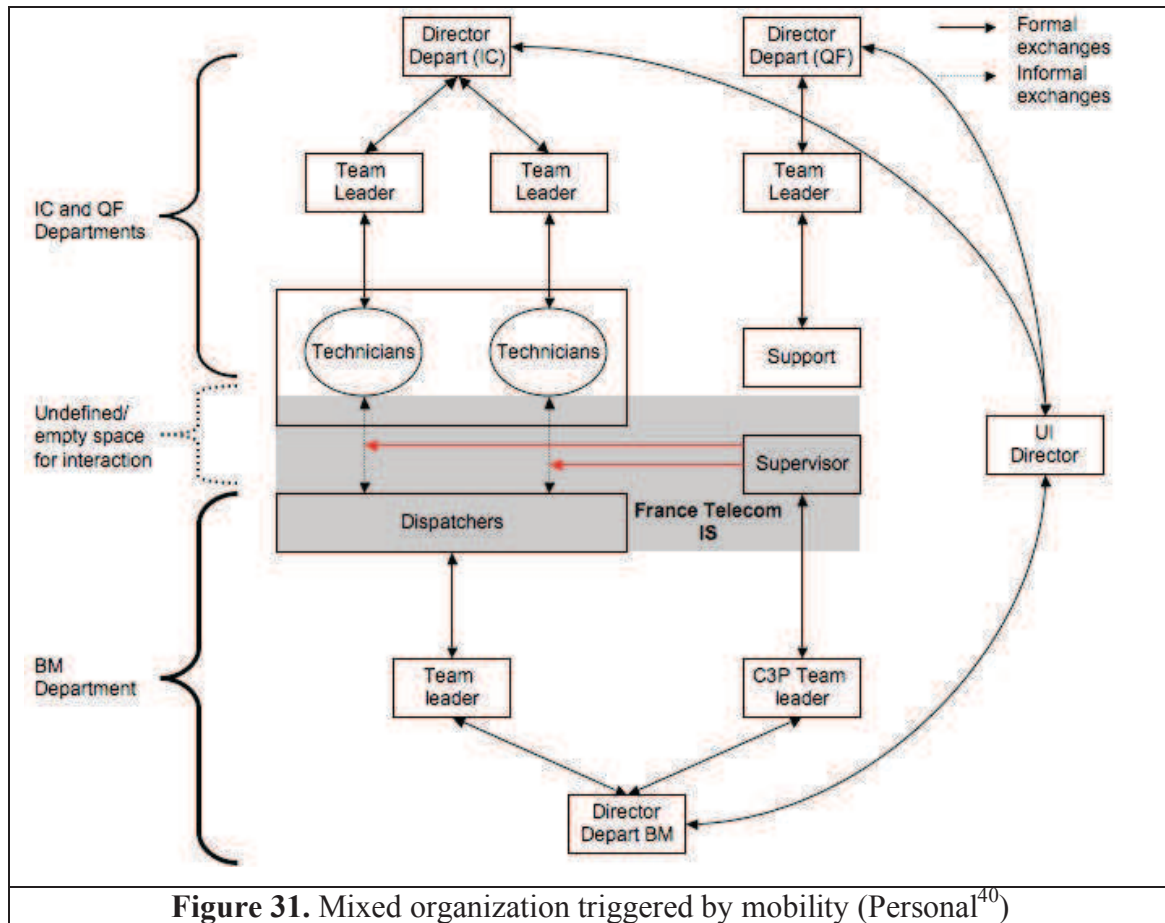 Director
Depart (IC)
Director
Depart (QF)
Formal
exchanges
Informal
exchanges
Team
Leader
Team
Leader
Team
Leader
IC and QF
Departments
Technicians
Technicians
Support
Undefined/
empty space
for interaction
UI
Director
Supervisor
Dispatchers
France Telecom
IS
BM
Department
Team
leader
C3P Team
leader
Director
Depart BM
Figure 31. Mixed organization triggered by mobility (Personal⁴⁰)